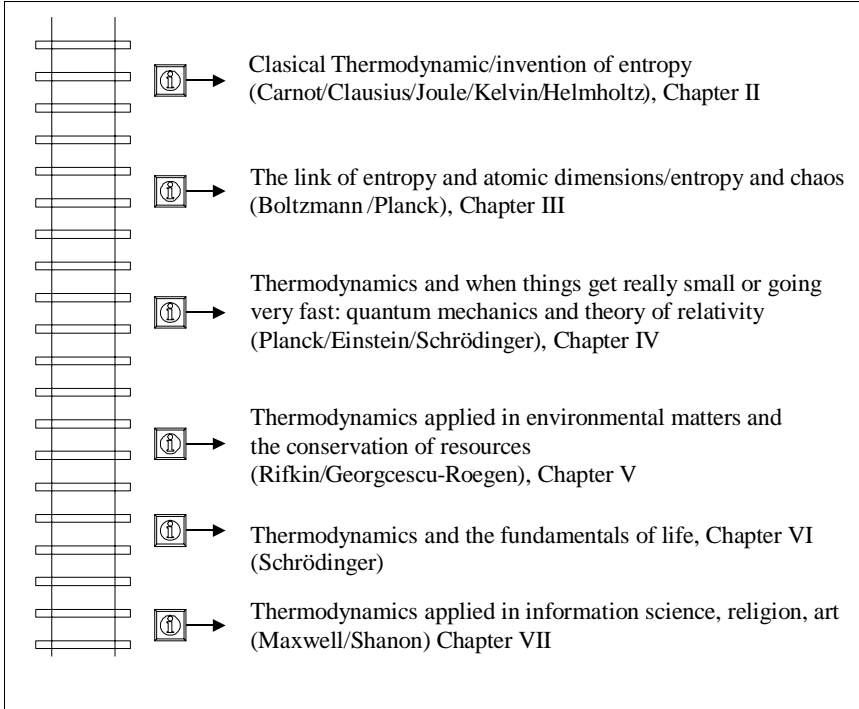 Clasical Thermodynamic/invention of entropy
(Carnot/Clausius/Joule/Kelvin/Helmholtz), Chapter II
The link of entropy and atomic dimensions/entropy and chaos
(Boltzmann/Planck), Chapter III
Thermodynamics and when things get really small or going
very fast: quantum mechanics and theory of relativity
(Planck/Einstein/Schrödinger), Chapter IV
Thermodynamics applied in environmental matters and
the conservation of resources
(Rifkin/Georgcescu-Roegen), Chapter V
Thermodynamics and the fundamentals of life, Chapter VI
(Schrödinger)
Thermodynamics applied in information science, religion, art
(Maxwell/Shanon) Chapter VII